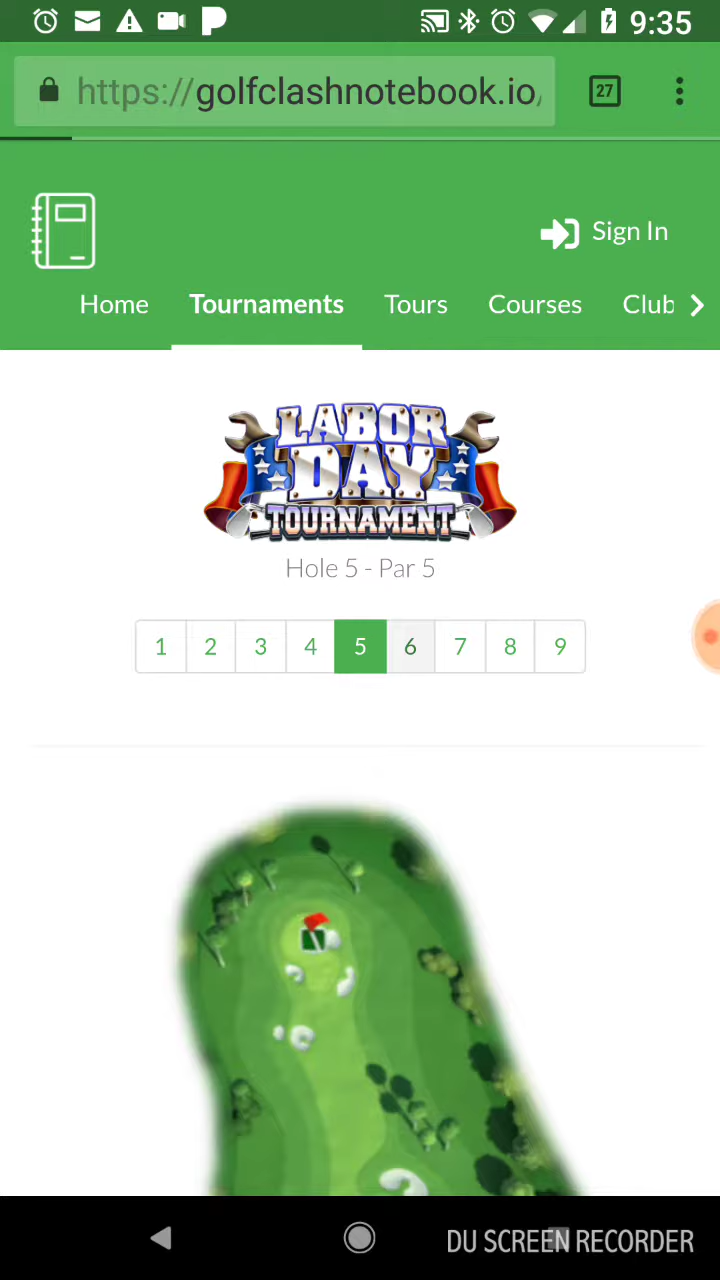 9:35
https://golfclashnotebook.io/
27
Sign In
Home Tournaments Tours Courses Club
LABOR
DAY
TOURNAMENT
Hole 5 - Par 5
1 2 3 4 5 6 7 8 9
DU SCREEN RECORDER